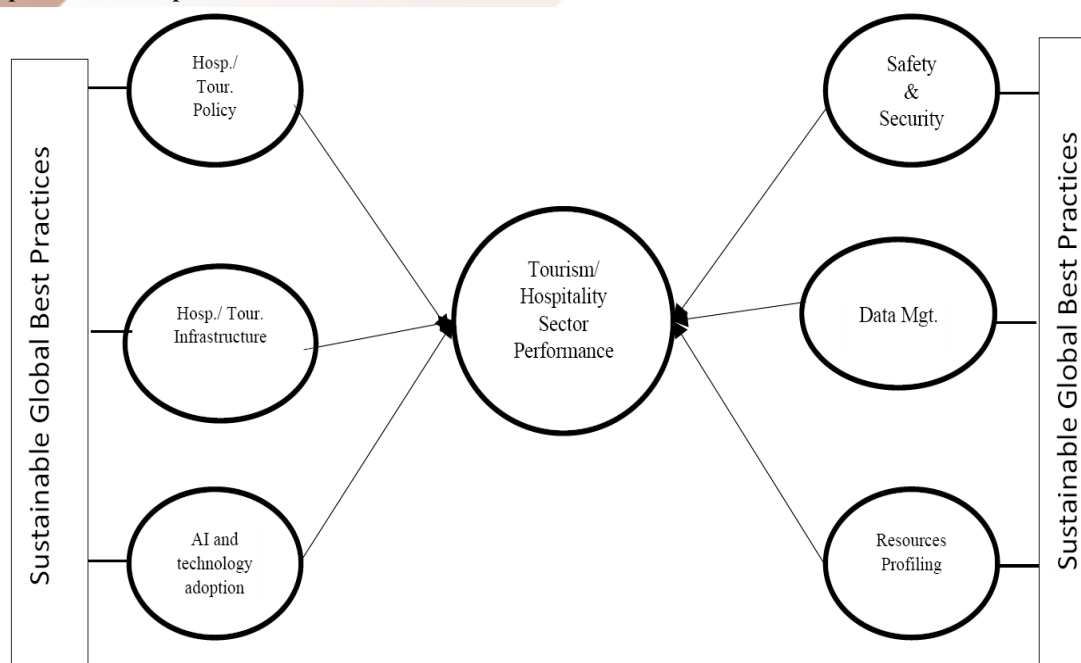 Sustainable Global Best Practices
Hosp./
Tour.
Policy
Hosp./ Tour.
Infrastructure
AI and
technology
adoption
Tourism/
Hospitality
Sector
Performance
Safety
&
Security
Data Mgt.
Resources
Profiling
Sustainable Global Best Practices